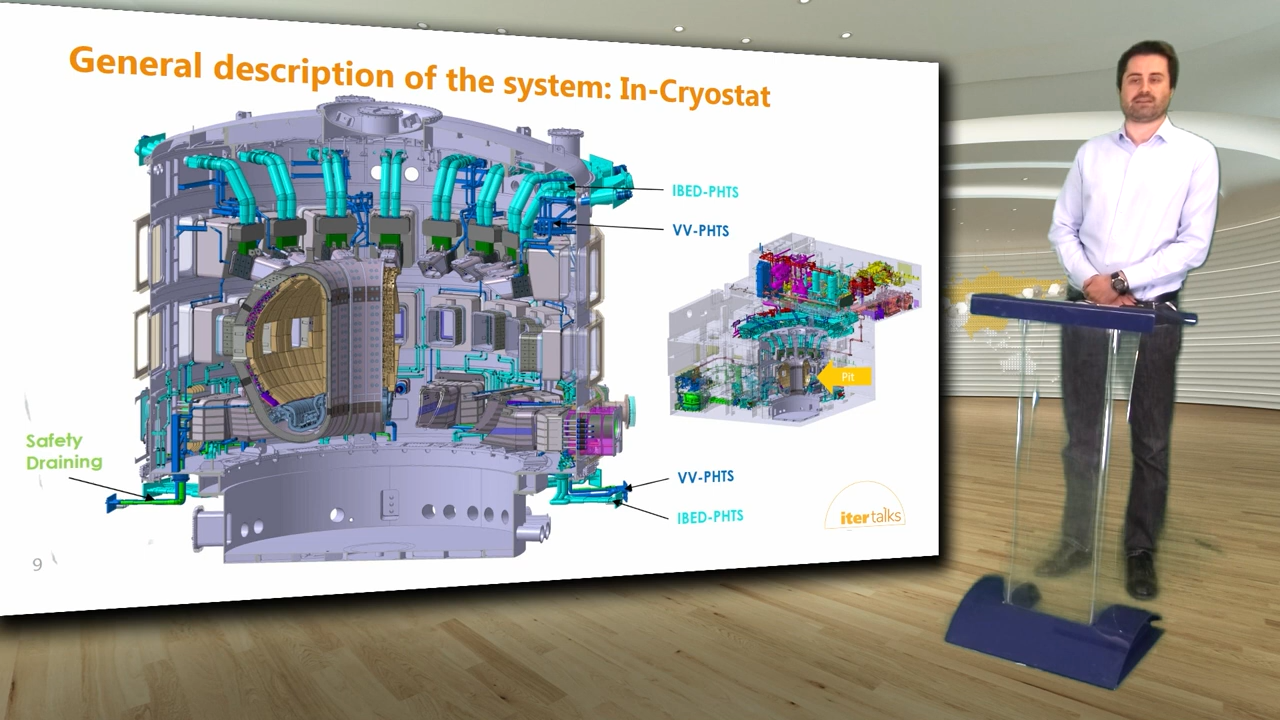 General description of the system: In-Cryostat
IBED-PHTS
VV-PHTS
Pit
Safety
Draining
VV-PHTS
IBED-PHTS
iter talks
9